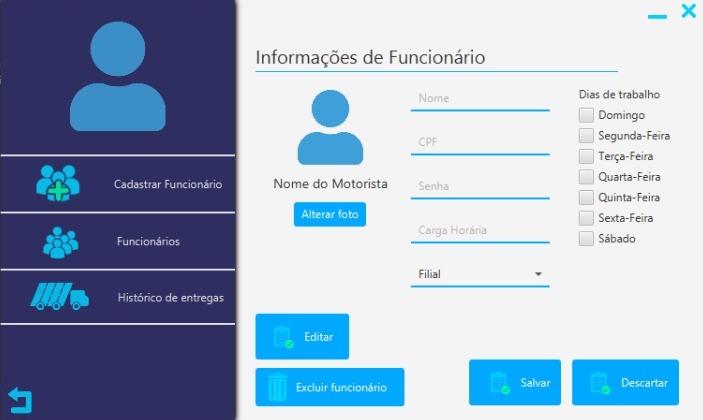 Cadastrar Funcionário
Funcionários
Histórico de entregas
Informações de Funcionário
Nome do Motorista
Alterar foto
Nome
CPF
Senha
Carga Horária
Filial
Dias de trabalho
Domingo
Segunda-Feira
Terça-Feira
Quarta-Feira
Quinta-Feira
Sexta-Feira
Sábado
Editar
Excluir funcionário
Salvar
Descartar